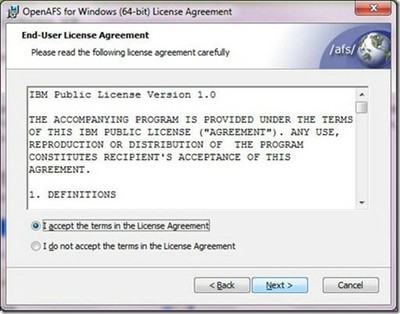 OpenAFS for Windows (64-bit) License Agreement
End-User License Agreement
Please read the following license agreement carefully
/afs/
IBM Public License Version 1.0
THE ACCOMPANYING PROGRAM IS PROVIDED UNDER THE TERMS
OF THIS IBM PUBLIC LICENSE ("AGREEMENT"). ANY USE,
REPRODUCTION OR DISTRIBUTION OF THE PROGRAM
CONSTITUTES RECIPIENT'S ACCEPTANCE OF THIS
AGREEMENT.
1. DEFINITIONS
I accept the terms in the License Agreement
I do not accept the terms in the License Agreement
< Back Next > Cancel